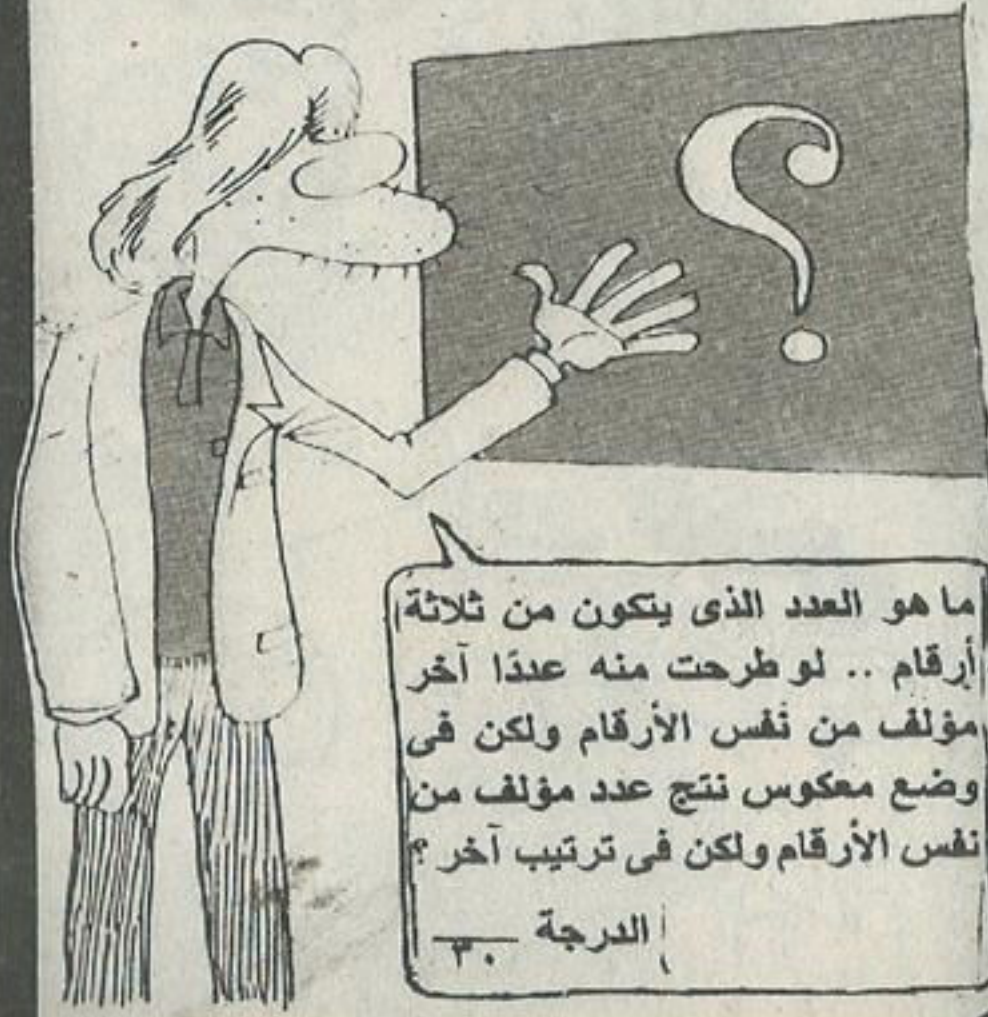 ؟
ما هو العدد الذى يتكون من ثلاثة
أرقام .. لو طرحت منه عددًا آخر
مؤلف من نفس الأرقام ولكن فى
وضع معكوس نتج عدد مؤلف من
نفس الأرقام ولكن فى ترتيب آخر ؟
الدرجة ــــ
٣٠